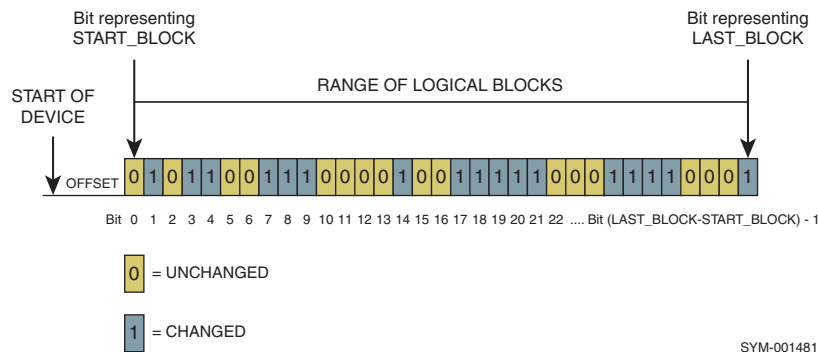 Bit representing
START_BLOCK
Bit representing
LAST_BLOCK
RANGE OF LOGICAL BLOCKS
START OF
DEVICE
OFFSET 0 1 0 1 1 0 0 1 1 1 0 0 0 0 1 0 0 1 1 1 1 1 0 0 0 1 1 1 1 0 0 0 1
Bit 0 1 2 3 4 5 6 7 8 9 10 11 12 13 14 15 16 17 18 19 20 21 22 .... Bit (LAST_BLOCK-START_BLOCK) - 1
0 = UNCHANGED
1 = CHANGED
SYM-001481